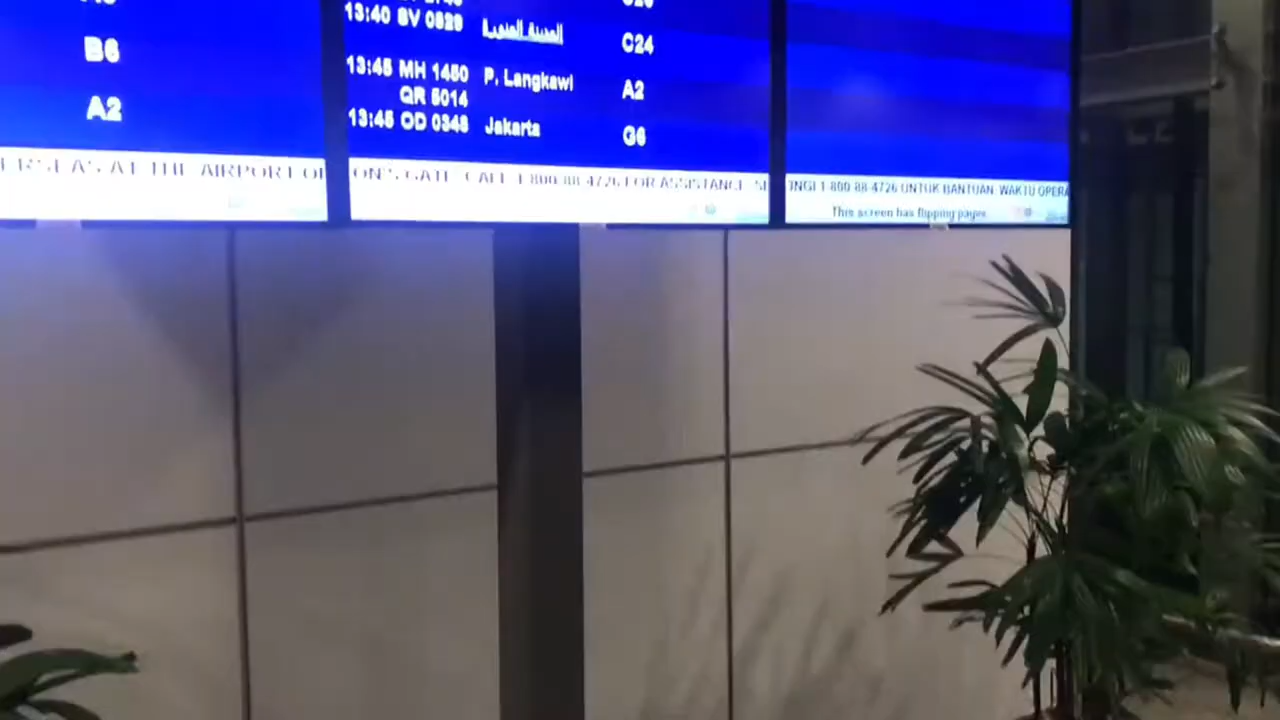 B6
A2
13:40 SV 0829 المدينة المنورة C24
13:45 MH 1450 P. Langkawi A2
QR 5014
13:45 OD 0348 Jakarta G6
AT THE AIRPORT
CALL 1-800-88-4726 FOR ASSISTANCE
1-800-88-4726 UNTUK BANTUAN. WAKTU OPERA
This screen has flipping pages